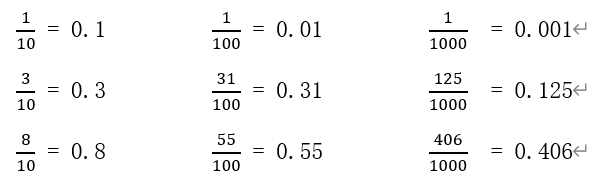 1/10 = 0.1 1/100 = 0.01 1/1000 = 0.001↵
3/10 = 0.3 31/100 = 0.31 125/1000 = 0.125↵
8/10 = 0.8 55/100 = 0.55 406/1000 = 0.406↵